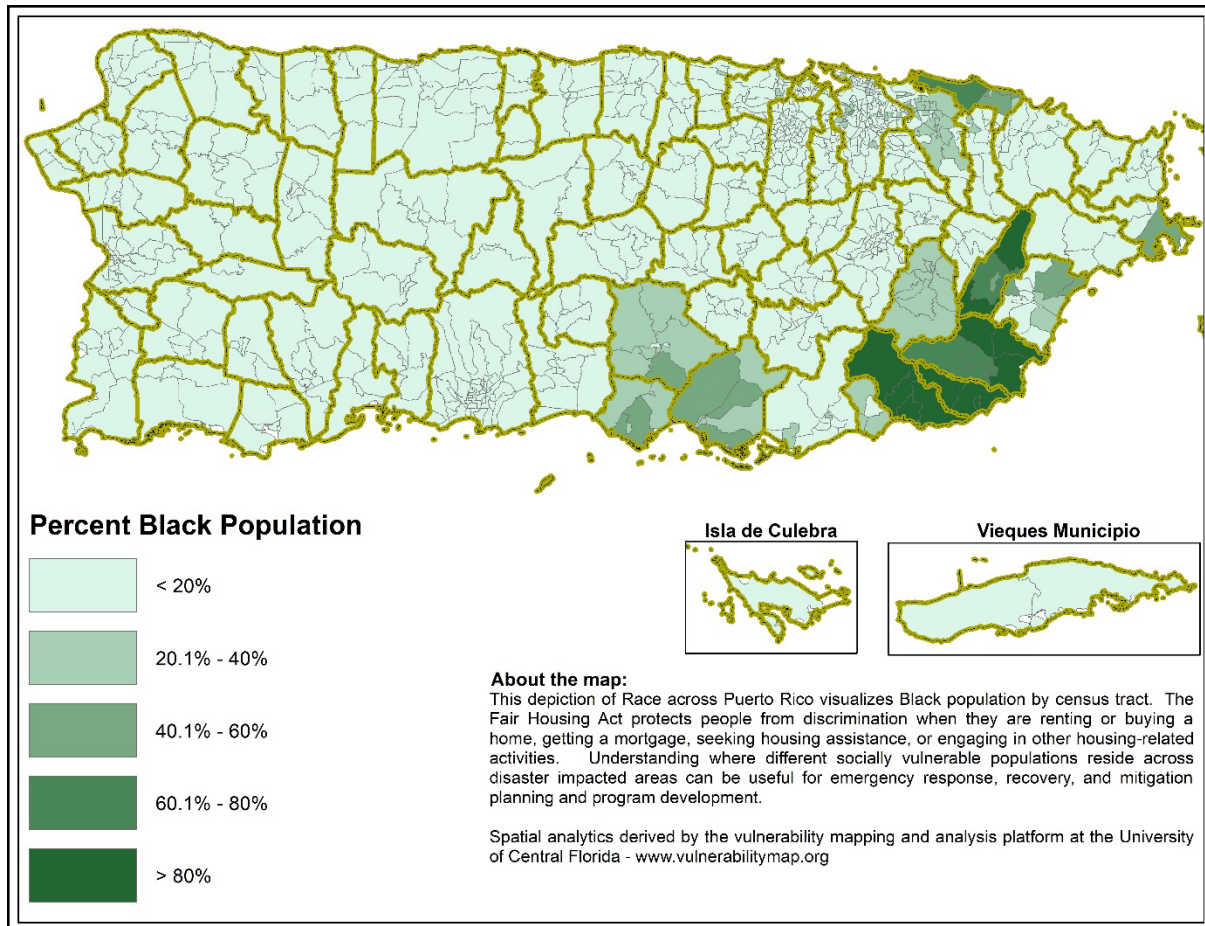 Percent Black Population
< 20%
20.1% - 40%
40.1% - 60%
60.1% - 80%
> 80%
Isla de Culebra
Vieques Municipio
About the map:
This depiction of Race across Puerto Rico visualizes Black population by census tract. The
Fair Housing Act protects people from discrimination when they are renting or buying a
home, getting a mortgage, seeking housing assistance, or engaging in other housing-related
activities. Understanding where different socially vulnerable populations reside across
disaster impacted areas can be useful for emergency response, recovery, and mitigation
planning and program development.
Spatial analytics derived by the vulnerability mapping and analysis platform at the University
of Central Florida - www.vulnerabilitymap.org